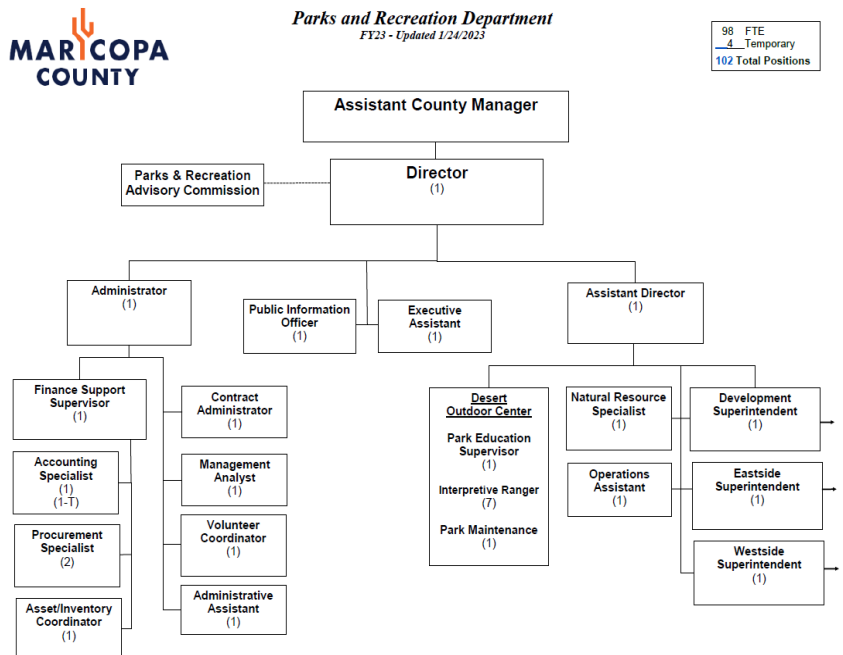 MARICOPA
COUNTY
Parks and Recreation Department
FY23 - Updated 1/24/2023
98 FTE
4 Temporary
102 Total Positions
Assistant County Manager
Parks & Recreation
Advisory Commission
Director
(1)
Administrator
(1)
Public Information
Officer
(1)
Executive
Assistant
(1)
Assistant Director
(1)
Finance Support
Supervisor
(1)
Contract
Administrator
(1)
Accounting
Specialist
(1)
(1-T)
Management
Analyst
(1)
Procurement
Specialist
(2)
Volunteer
Coordinator
(1)
Asset/Inventory
Coordinator
(1)
Administrative
Assistant
(1)
Desert
Outdoor Center
Park Education
Supervisor
(1)
Interpretive Ranger
(7)
Park Maintenance
(1)
Natural Resource
Specialist
(1)
Development
Superintendent
(1)
Operations
Assistant
(1)
Eastside
Superintendent
(1)
Westside
Superintendent
(1)